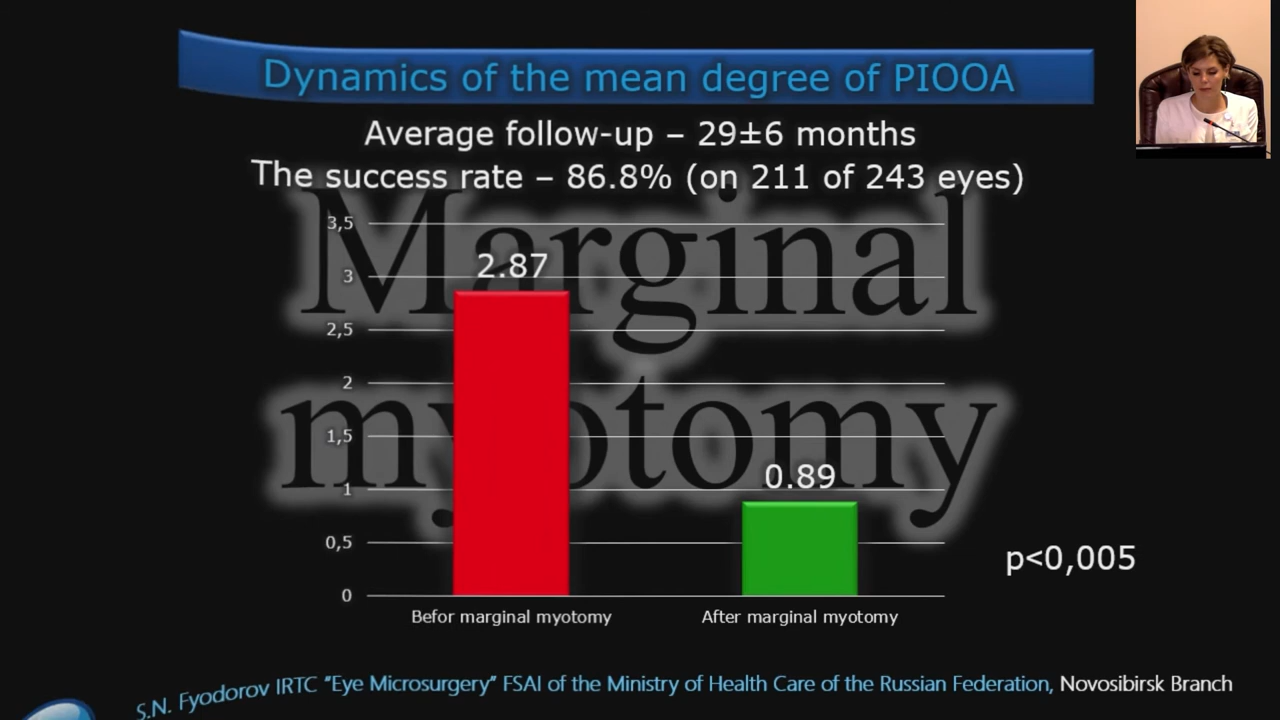 Dynamics of the mean degree of PIOOA
Average follow-up – 29±6 months
The success rate – 86.8% (on 211 of 243 eyes)
Marginal
myotomy
3,5
3
2,5
2
1,5
1
0,5
0
2.87
0.89
p<0,005
Befor marginal myotomy
After marginal myotomy
S.N. Fyodorov IRTC “Eye Microsurgery” FSAI of the Ministry of Health Care of the Russian Federation, Novosibirsk Branch